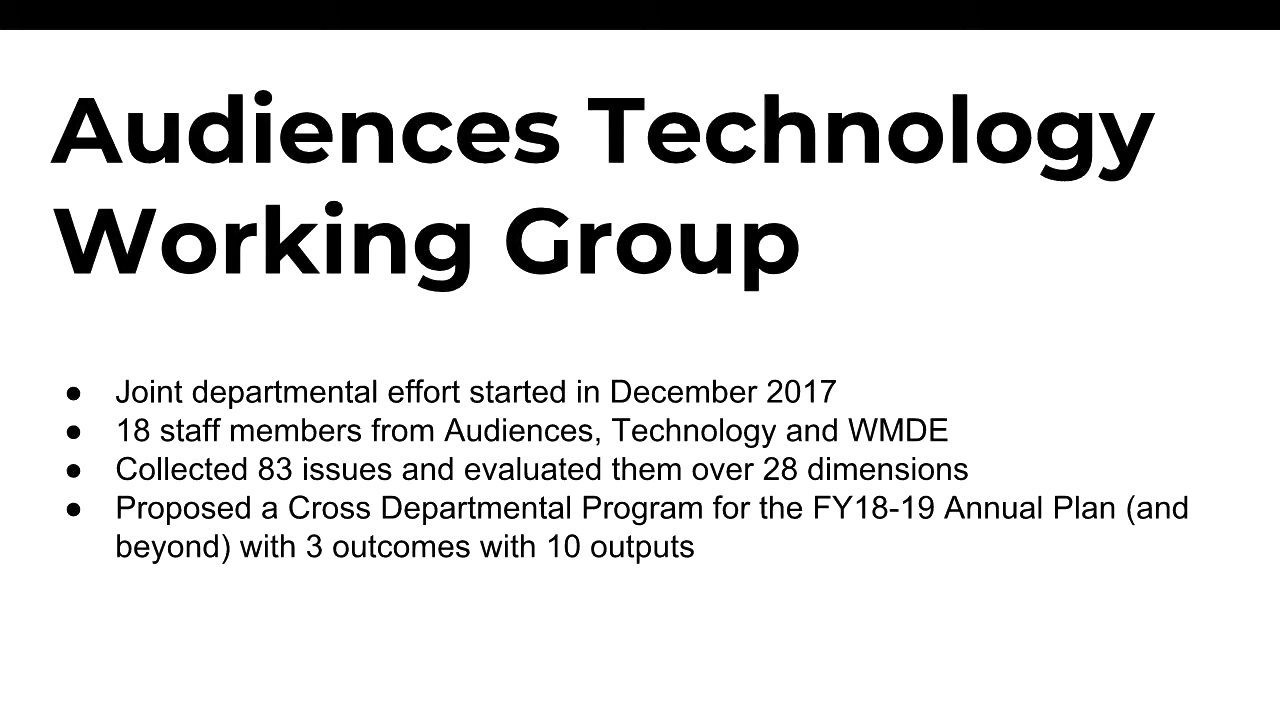 Audiences Technology
Working Group
● Joint departmental effort started in December 2017
● 18 staff members from Audiences, Technology and WMDE
● Collected 83 issues and evaluated them over 28 dimensions
● Proposed a Cross Departmental Program for the FY18-19 Annual Plan (and
beyond) with 3 outcomes with 10 outputs